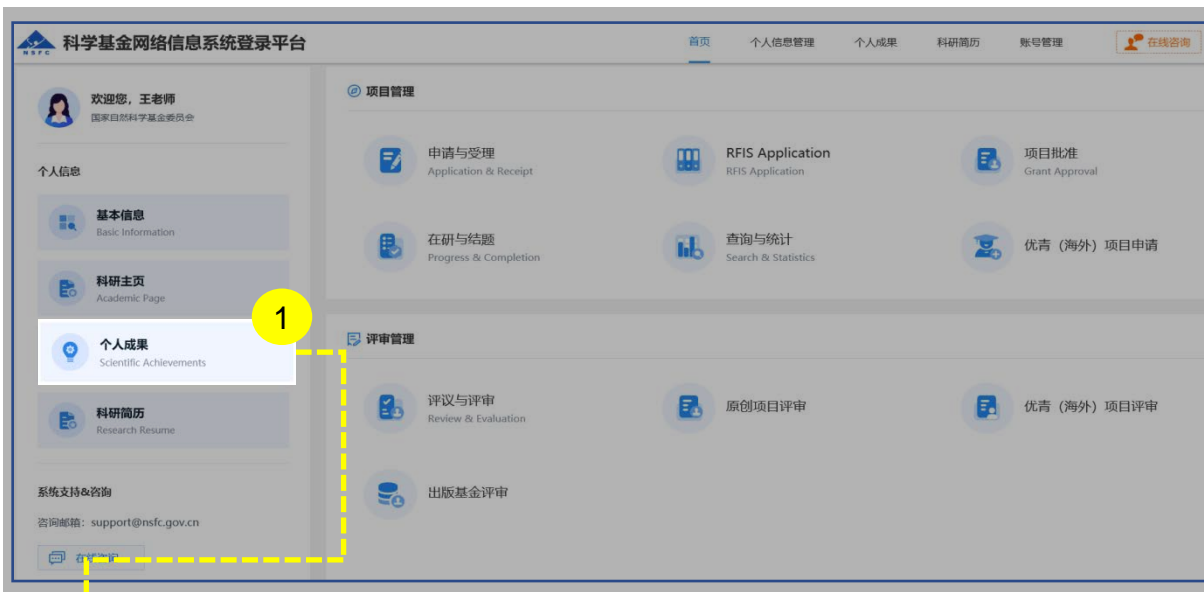 NSFC
科学基金网络信息系统登录平台
首页 个人信息管理 个人成果 科研简历 账号管理 在线咨询
欢迎您，王老师
国家自然科学基金委员会
个人信息
基本信息
Basic Information
科研主页
Academic Page
1
个人成果
Scientific Achievements
科研简历
Research Resume
系统支持&咨询
咨询邮箱：support@nsfc.gov.cn
在线咨询
项目管理
申请与受理
Application & Receipt
RFIS Application
RFIS Application
项目批准
Grant Approval
在研与结题
Progress & Completion
查询与统计
Search & Statistics
优青（海外）项目申请
评审管理
评议与评审
Review & Evaluation
原创项目评审
优青（海外）项目评审
出版基金评审